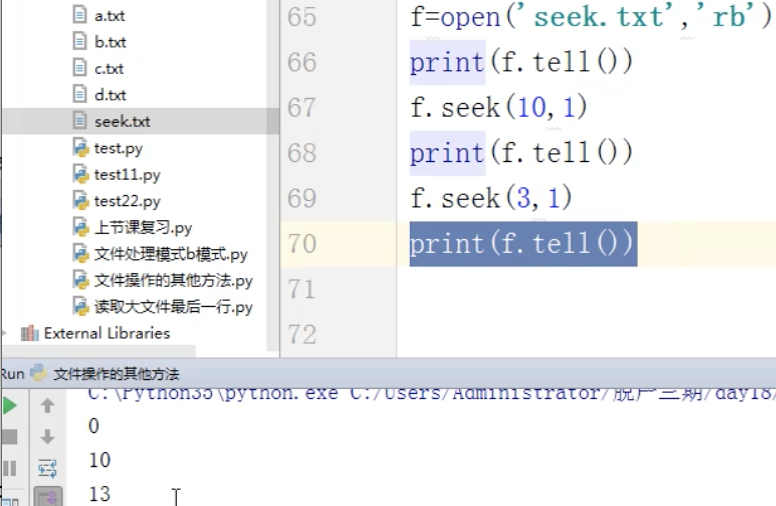 a.txt
b.txt
c.txt
d.txt
seek.txt
test.py
test11.py
test22.py
上节课复习.py
文件处理模式b模式.py
文件操作的其他方法.py
读取大文件最后一行.py
External Libraries
65 f=open('seek.txt','rb')
66 print(f.tell())
67 f.seek(10,1)
68 print(f.tell())
69 f.seek(3,1)
70 print(f.tell())
71
72
Run 文件操作的其他方法
C:\Python35\python.exe C:/Users/Administrator/脱产三期/day18/
0
10
13